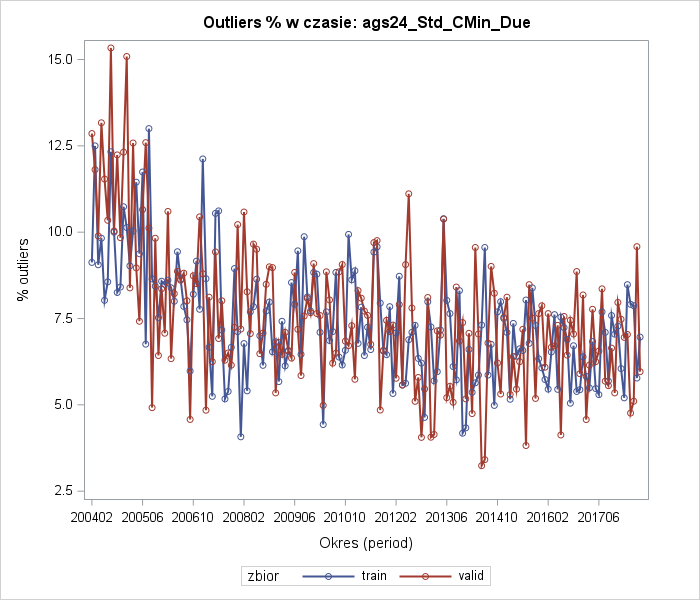 Outliers % w czasie: ags24_Std_CMin_Due
% outliers
15.0
12.5
10.0
7.5
5.0
2.5
200402 200506 200610 200802 200906 201010 201202 201306 201410 201602 201706
Okres (period)
zbior train valid